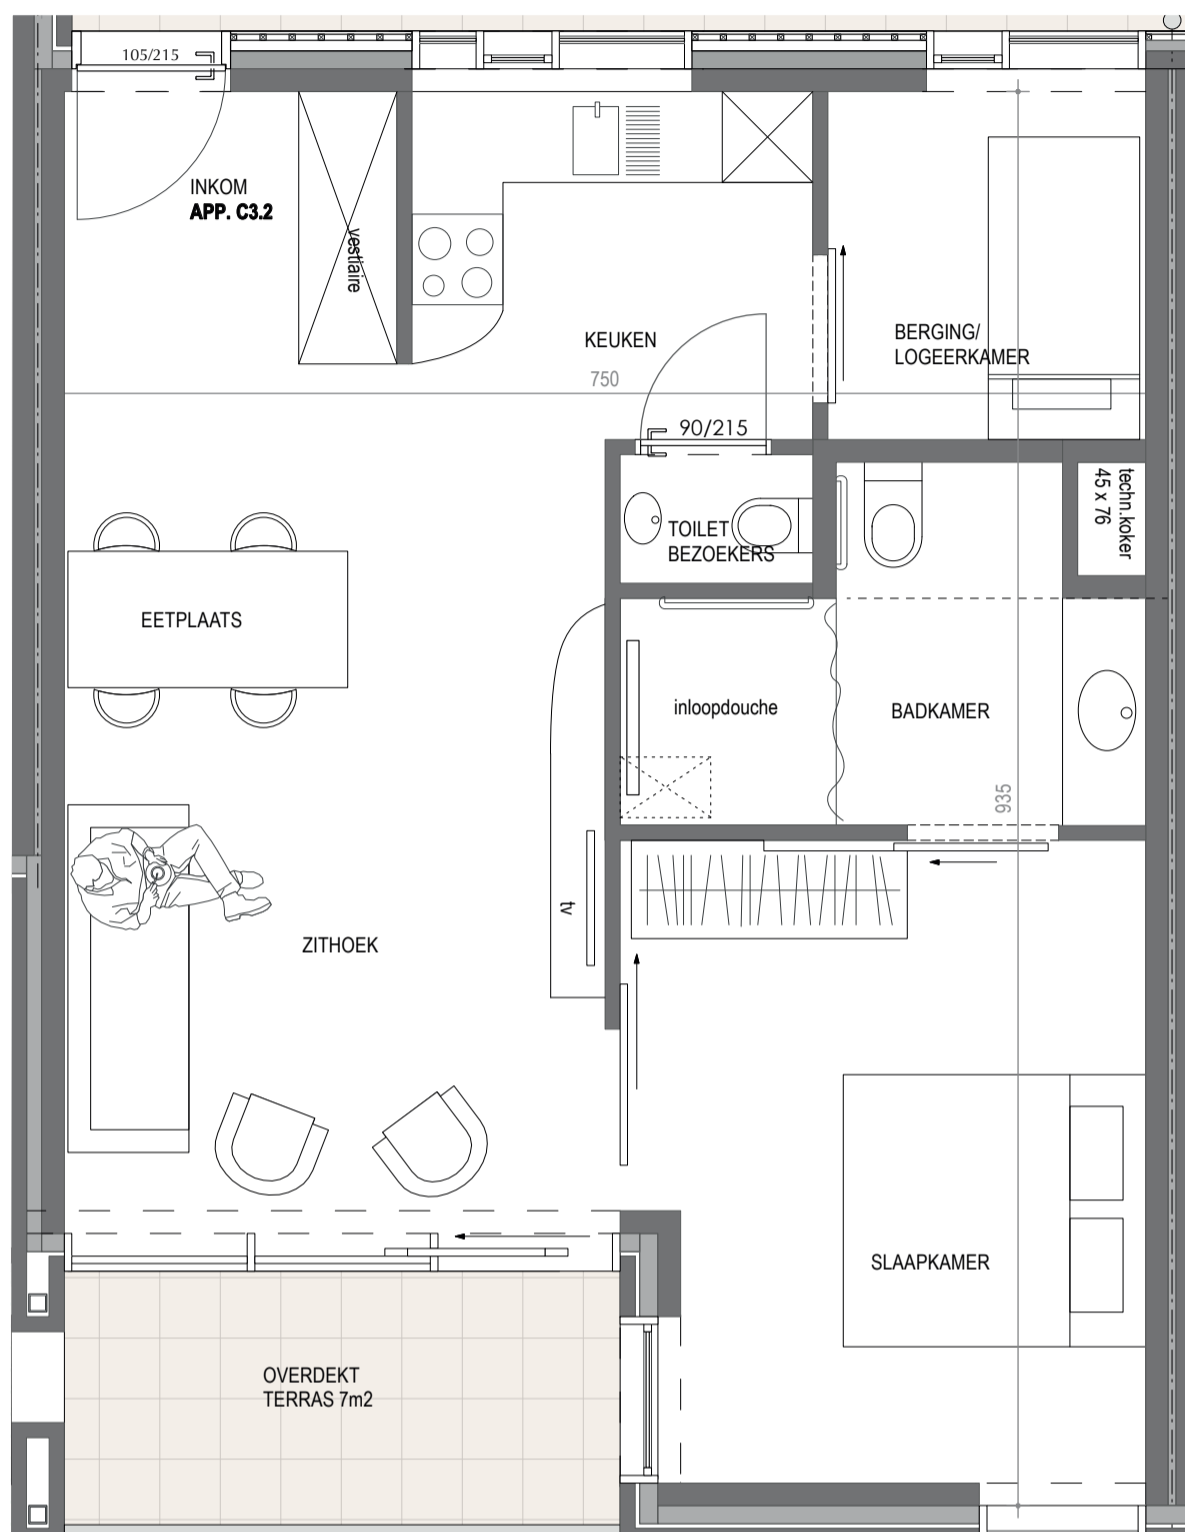 105/215
INKOM
APP. C3.2
vestiaire
KEUKEN
750
BERGING/
LOGEERKAMER
90/215
TOILET
BEZOEKERS
techn.koker
45 x 76
EETPLAATS
inloopdouche
BADKAMER
935
tv
ZITHOEK
SLAAPKAMER
OVERDEKT
TERRAS 7m2